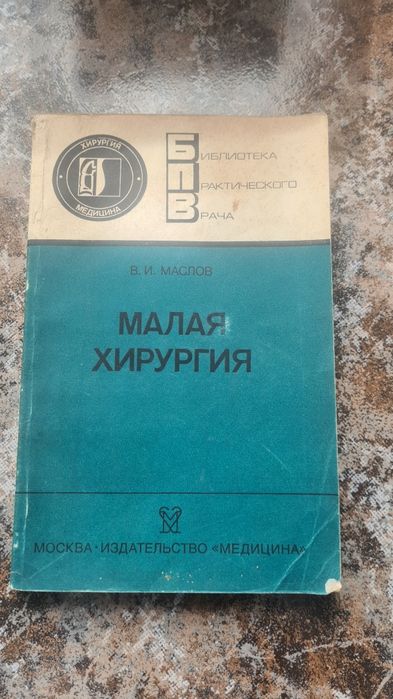 ХИРУРГИЯ
МЕДИЦИНА
БИБЛИОТЕКА
ПРАКТИЧЕСКОГО
ВРАЧА
В. И. МАСЛОВ
МАЛАЯ
ХИРУРГИЯ
МОСКВА · ИЗДАТЕЛЬСТВО «МЕДИЦИНА»